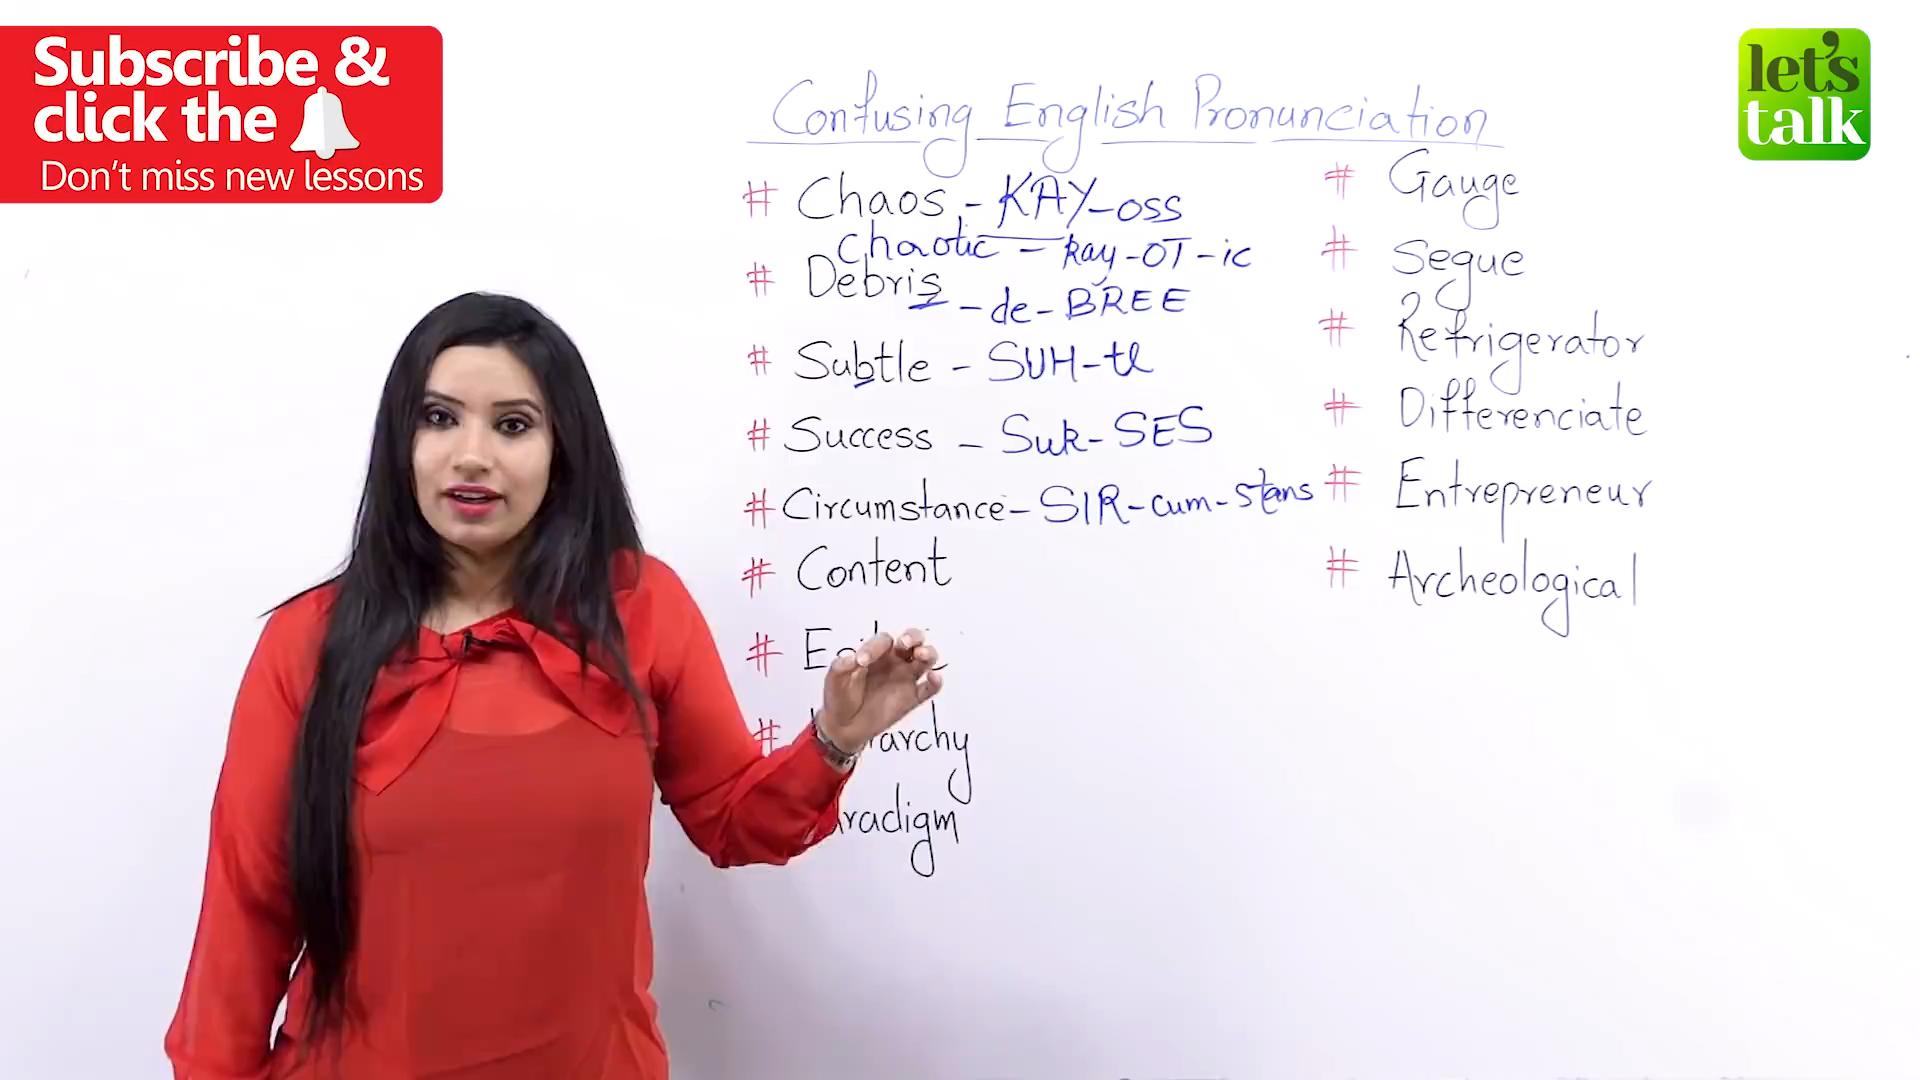 Subscribe &
click the
Don't miss new lessons
let's
talk
Confusing English Pronunciation
# Chaos - KAY-oss
Chaotic - kay-OT-ic
# Debris - de-BREE
# Subtle - SUH-tl
# Success - Suk-SES
# Circumstance - SIR-cum-stans
# Content
#
#
# Gauge
# Segue
# Refrigerator
# Differenciate
# Entrepreneur
# Archeological